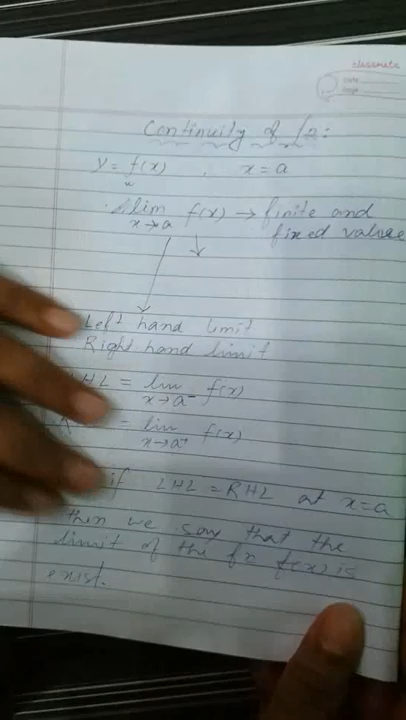 classmate
Date
Page
Continuity of fn:
y = f(x) , x = a
lim f(x) → finite and
x→a fixed value
Left hand limit
Right hand limit
HL = lim f(x)
x→a⁻
= lim f(x)
x→a⁺
if LHL = RHL at x=a
then we say that the
limit of the fn f(x) is
exist.